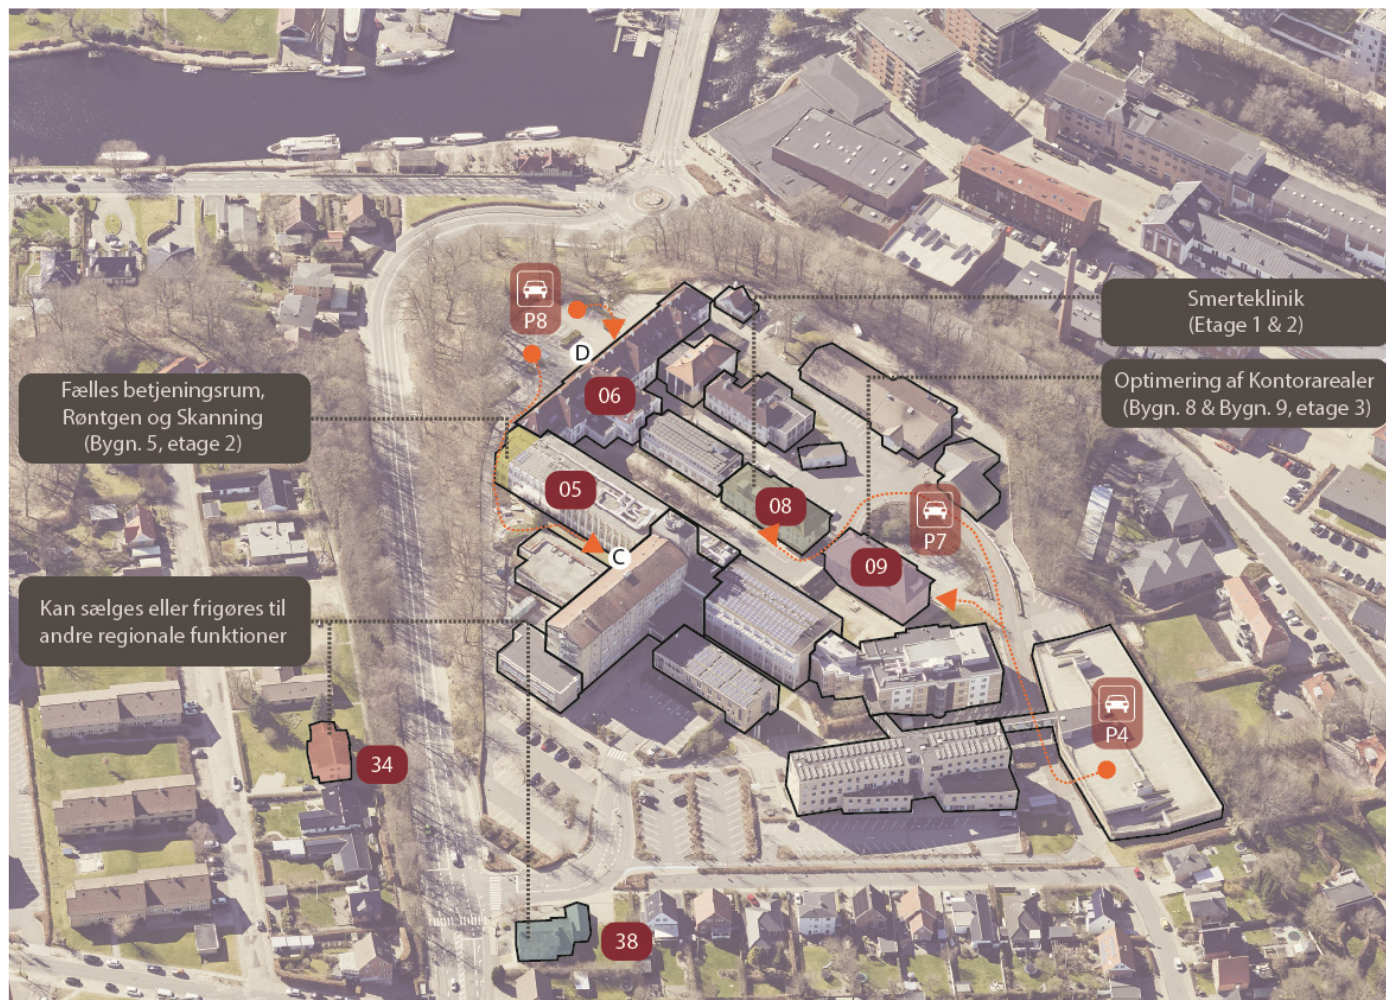 P8
D
Smerteklinik
(Etage 1 & 2)
Fælles betjeningsrum,
Røntgen og Skanning
(Bygn. 5, etage 2)
06
Optimering af Kontorarealer
(Bygn. 8 & Bygn. 9, etage 3)
05
08
P7
C
09
Kan sælges eller frigøres til
andre regionale funktioner
P4
34
38